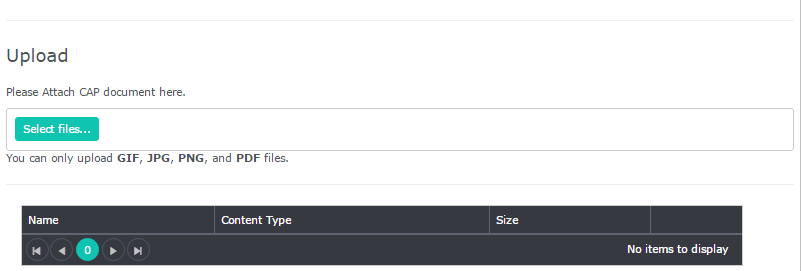 Upload
Please Attach CAP document here.
Select files...
You can only upload GIF, JPG, PNG, and PDF files.
Name Content Type Size
0 No items to display